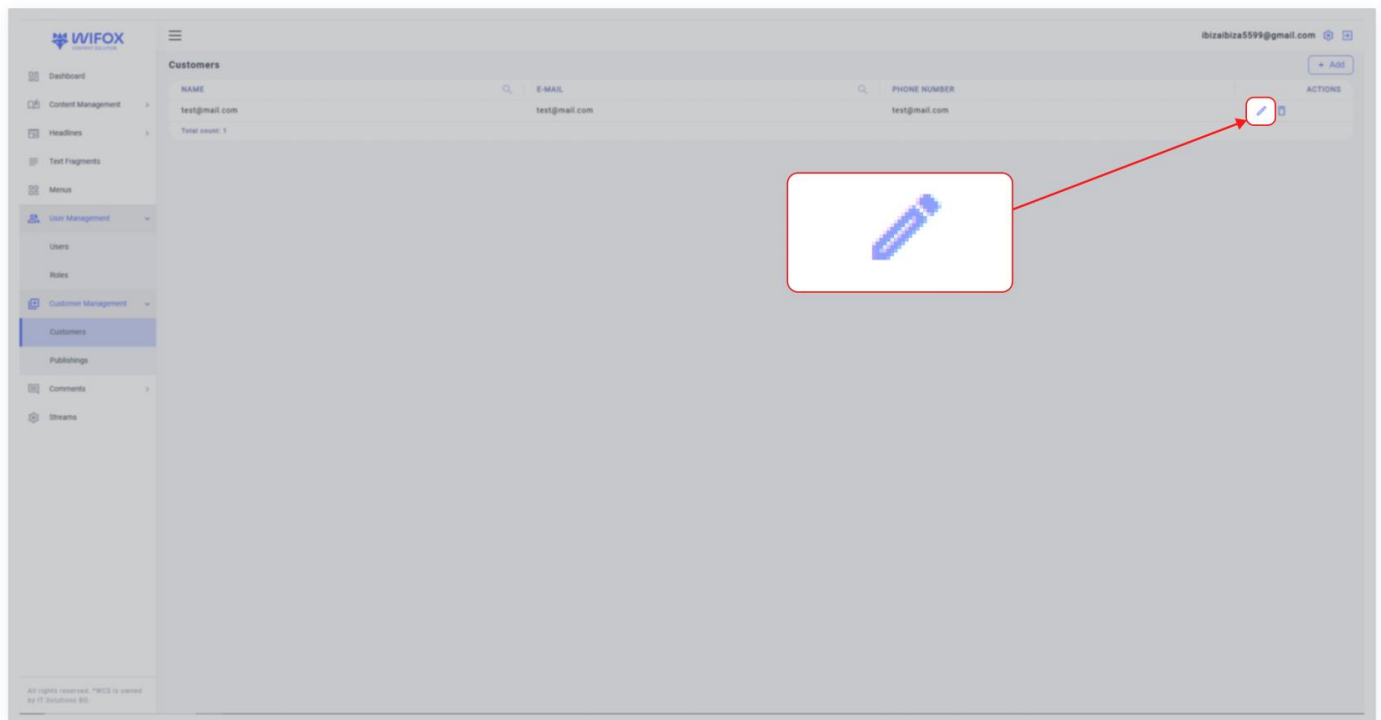 WIFOX
CONTENT SOLUTION
ibizaibiza5599@gmail.com
Dashboard
Content Management
Headlines
Text Fragments
Menus
User Management
Users
Roles
Customer Management
Customers
Publishings
Comments
Streams
All rights reserved. *WCS is owned
by IT Solutions BG.
Customers
+ Add
NAME E-MAIL PHONE NUMBER ACTIONS
test@mail.com test@mail.com test@mail.com
Total count: 1